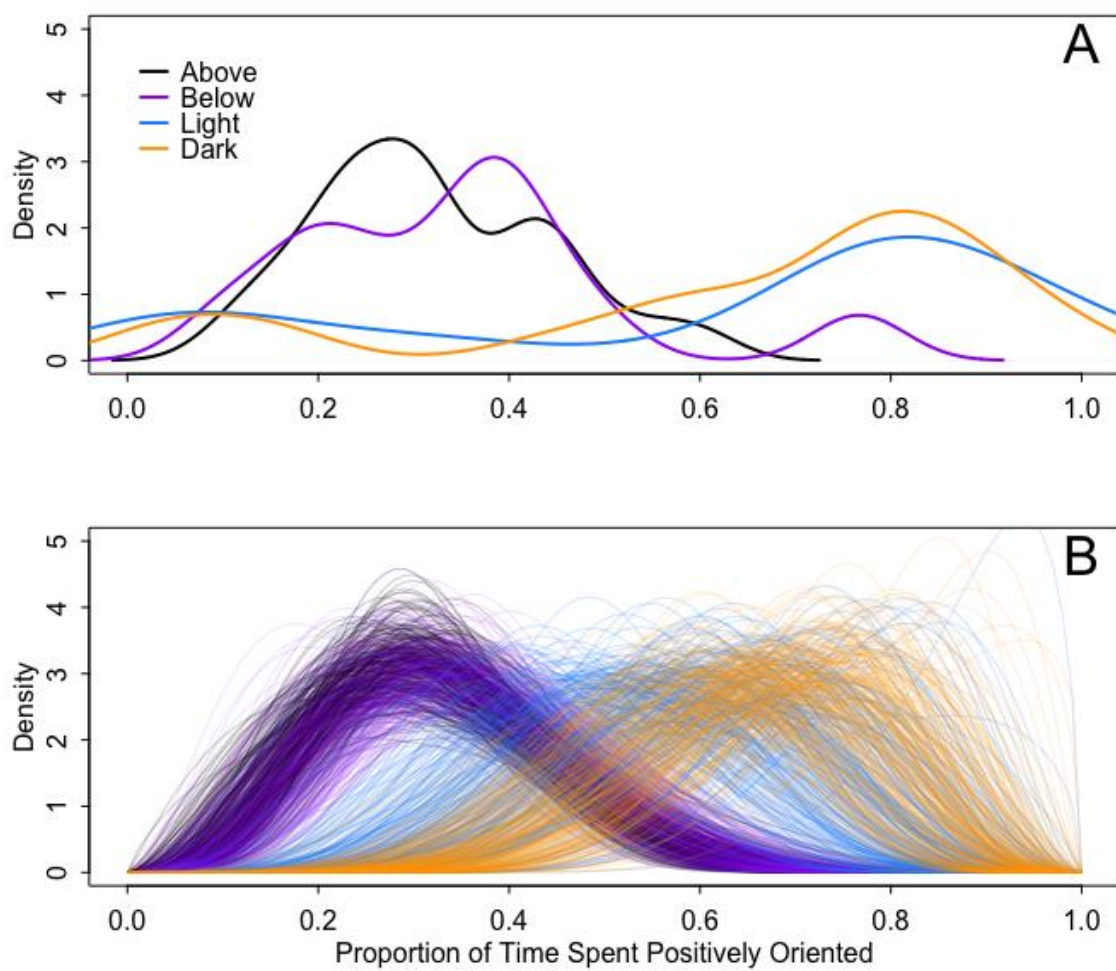 A
5
4
3
2
1
0
Density
Above
Below
Light
Dark
0.0 0.2 0.4 0.6 0.8 1.0
B
5
4
3
2
1
0
Density
0.0 0.2 0.4 0.6 0.8 1.0
Proportion of Time Spent Positively Oriented